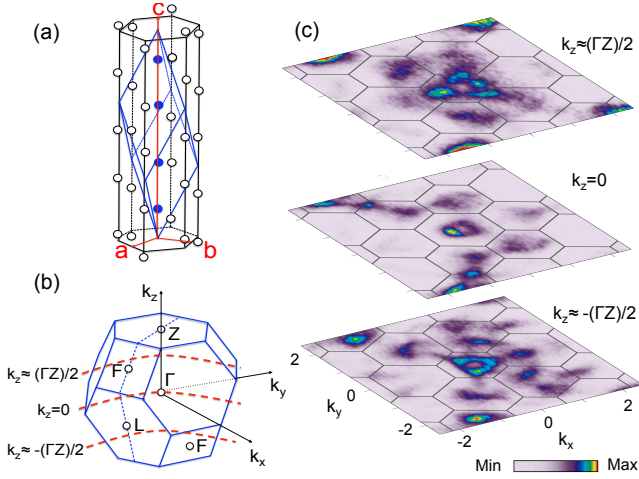 (a)
c
a
b
(b)
k_z
Z
F
Γ
k_y
L
F
k_x
k_z≈ (ΓZ)/2
k_z=0
k_z≈ -(ΓZ)/2
(c)
k_z≈(ΓZ)/2
k_z=0
k_z≈ -(ΓZ)/2
2
0
-2
k_y
-2
0
2
k_x
Min
Max